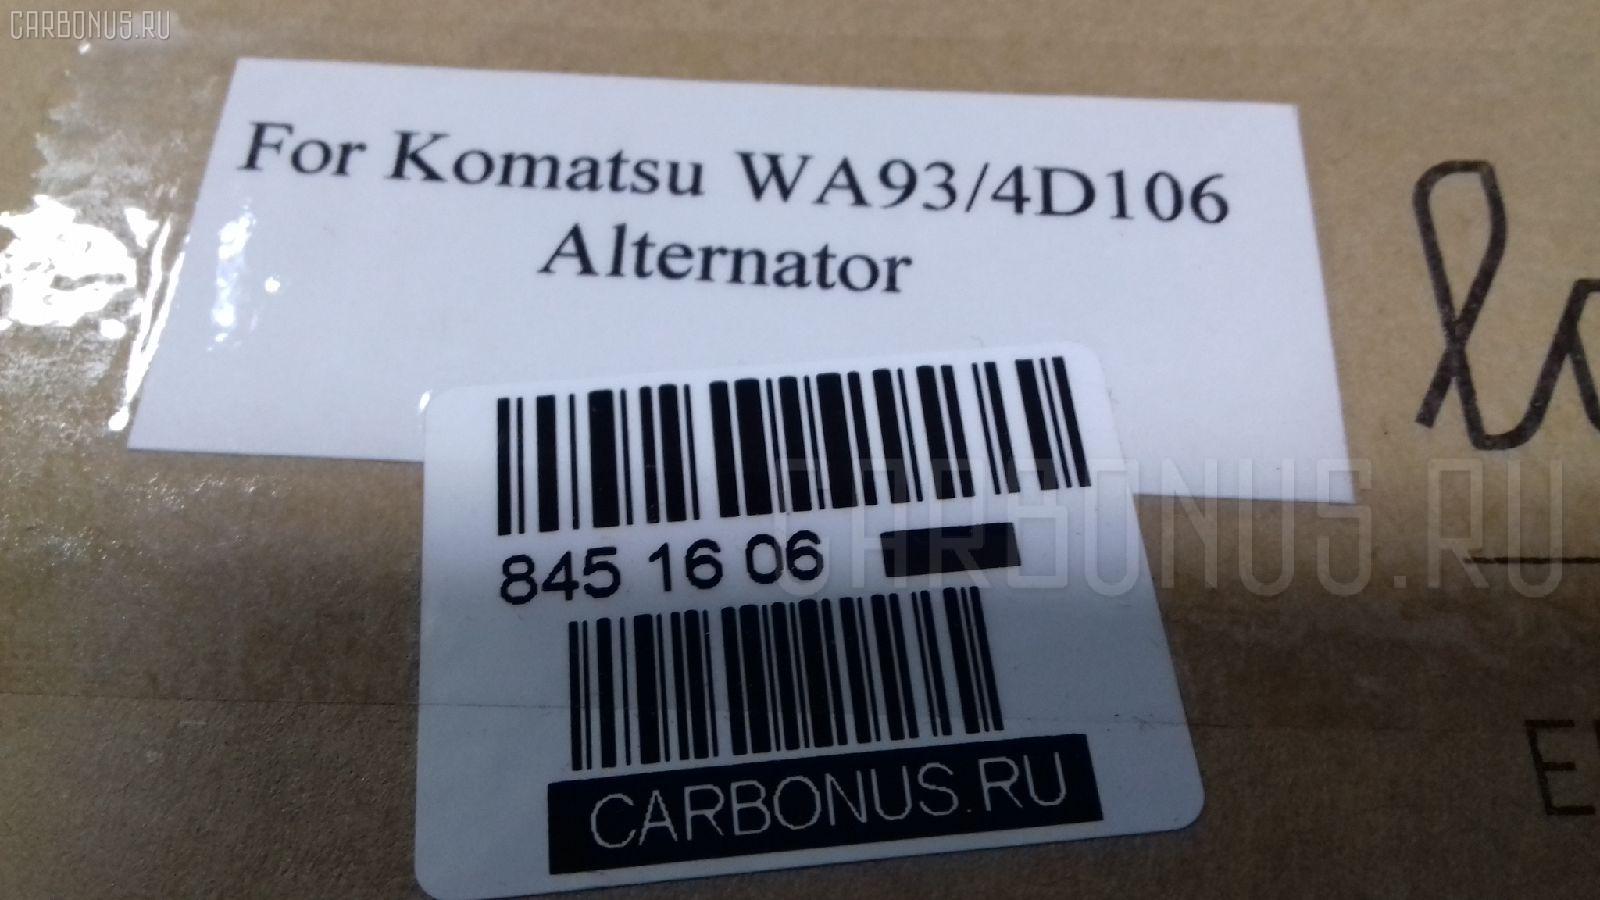 CARBONUS.RU
For Komatsu WA93/4D106
Alternator
845 16 06
CARBONUS.RU
CARBONUS.RU